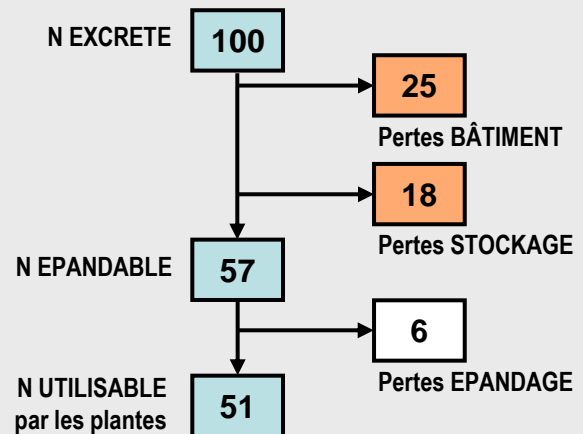 N EXCRETE
100
25
Pertes BÂTIMENT
18
Pertes STOCKAGE
N EPANDABLE
57
6
Pertes EPANDAGE
N UTILISABLE
par les plantes
51